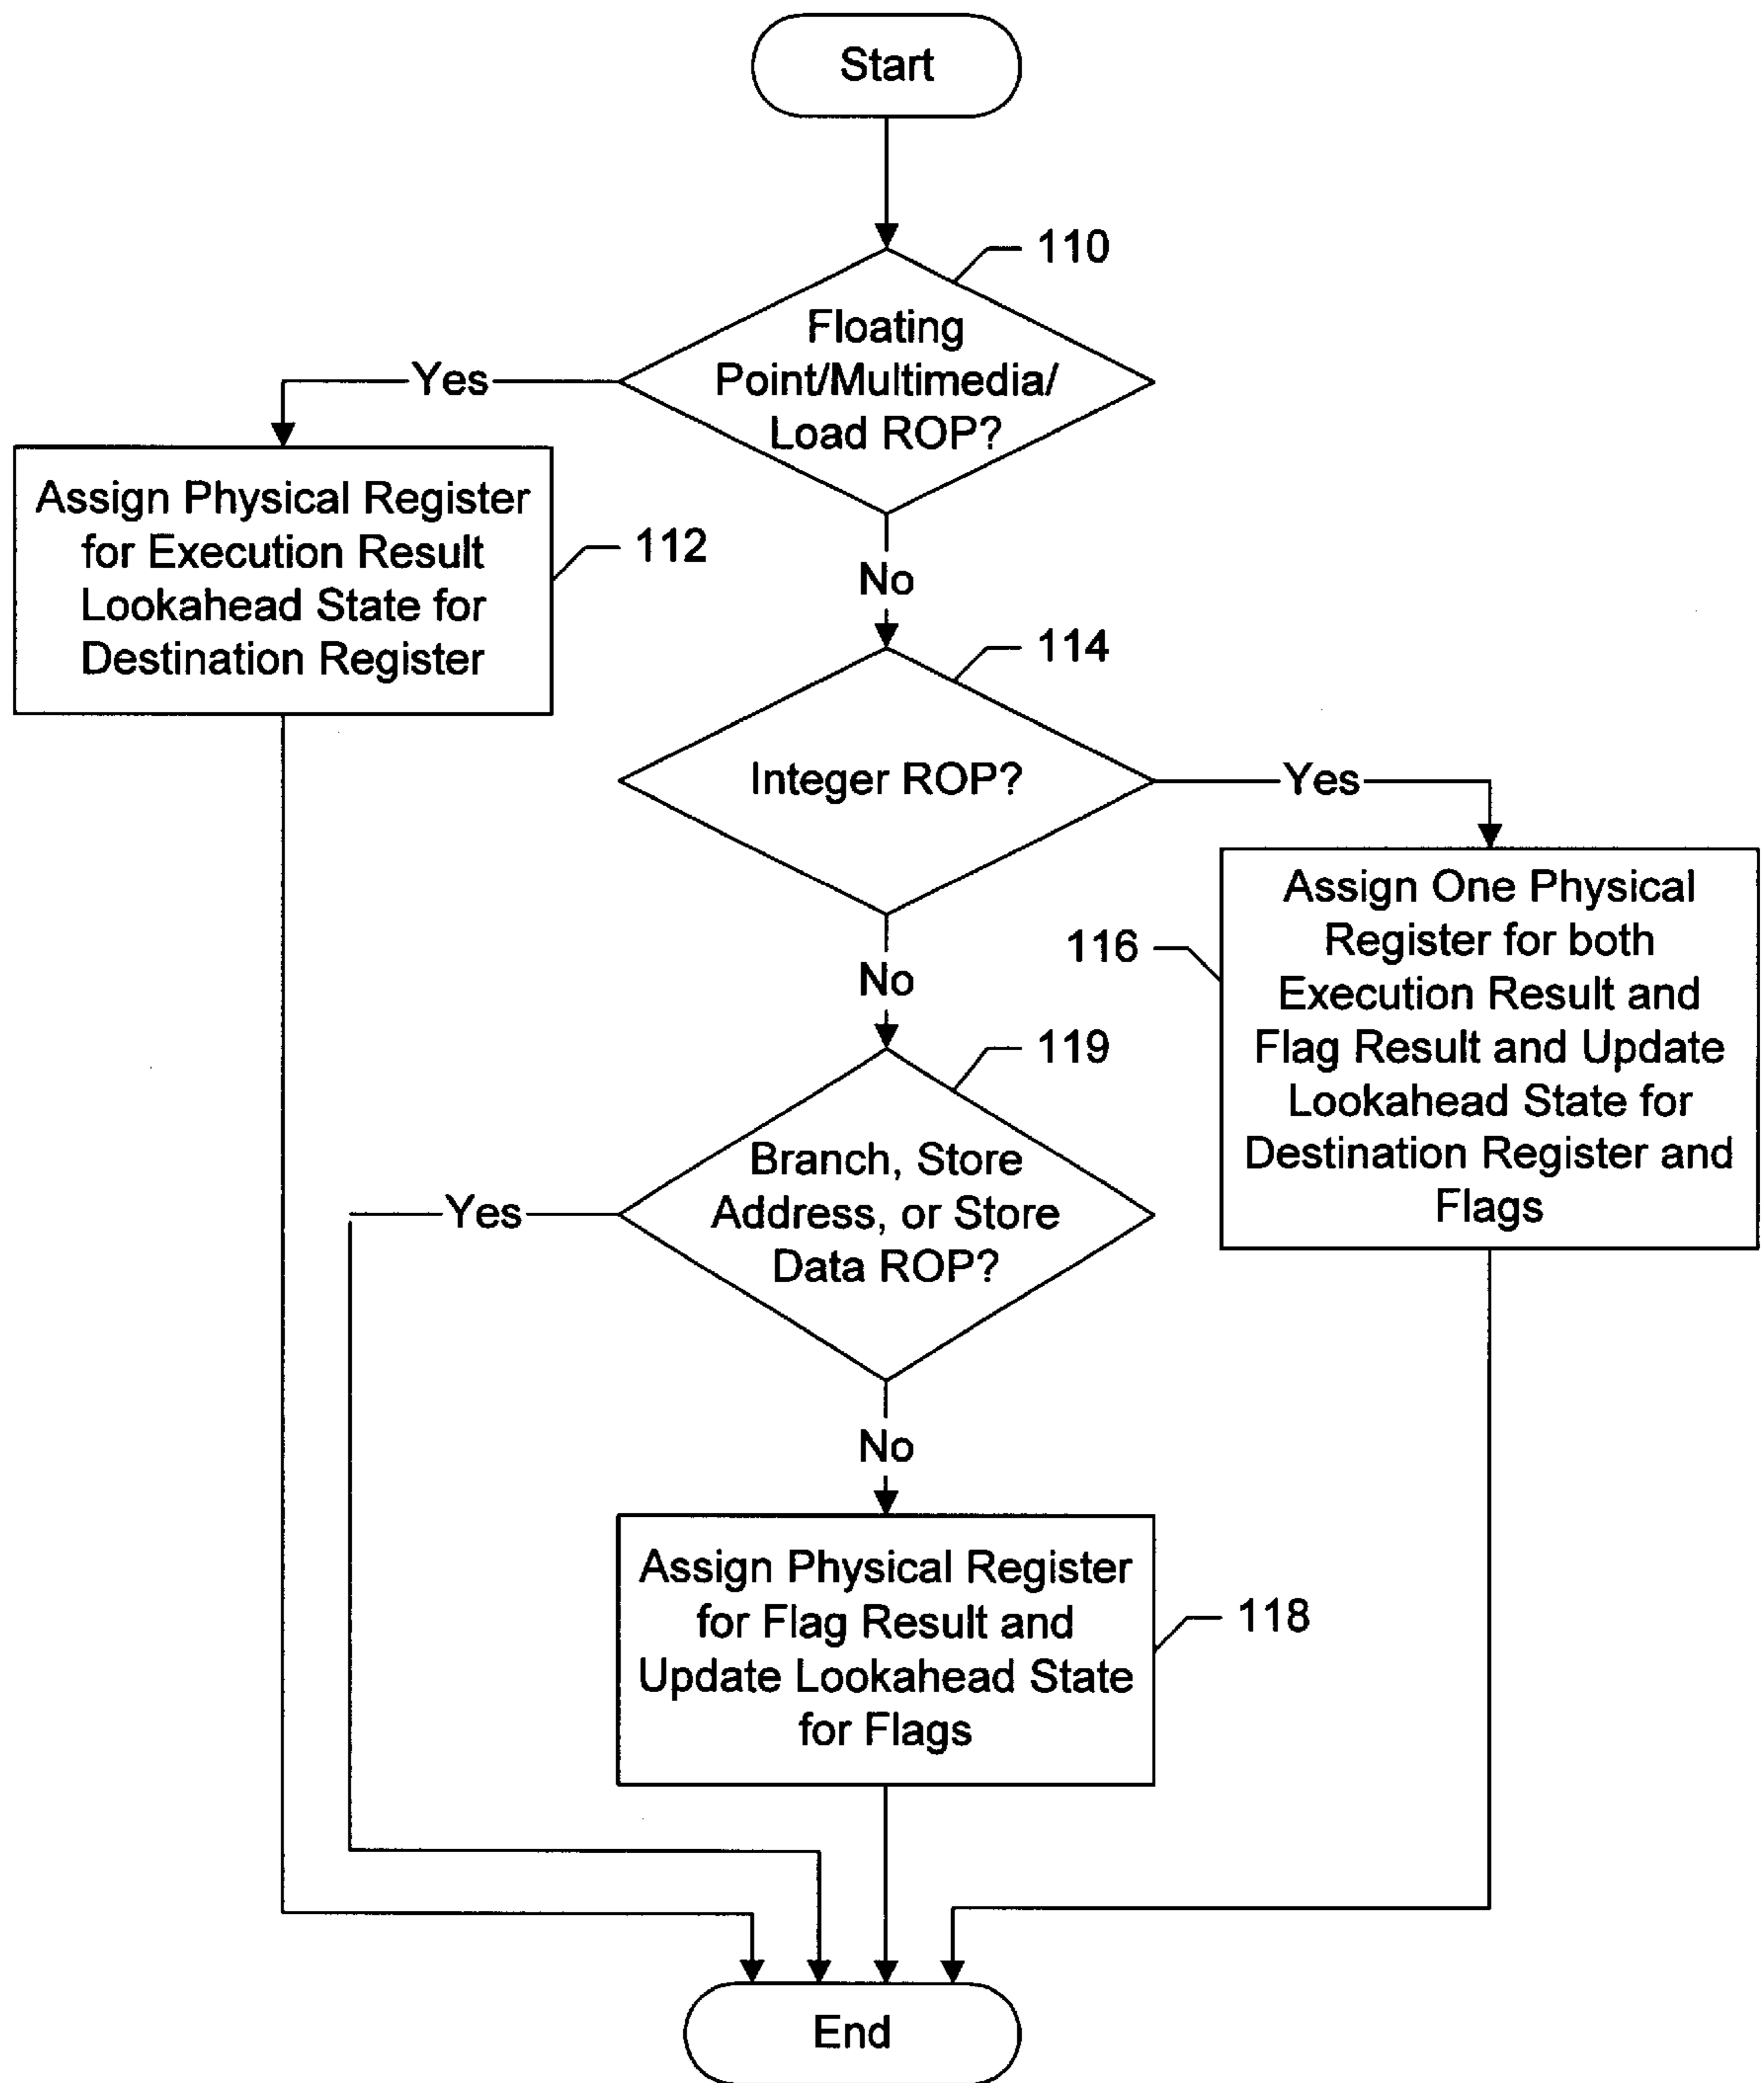 Start
110
Floating
Point/Multimedia/
Load ROP?
Yes
Assign Physical Register
for Execution Result
Lookahead State for
Destination Register
112
No
114
Integer ROP?
Yes
Assign One Physical
Register for both
Execution Result and
Flag Result and Update
Lookahead State for
Destination Register and
Flags
116
No
119
Branch, Store
Address, or Store
Data ROP?
Yes
No
Assign Physical Register
for Flag Result and
Update Lookahead State
for Flags
118
End